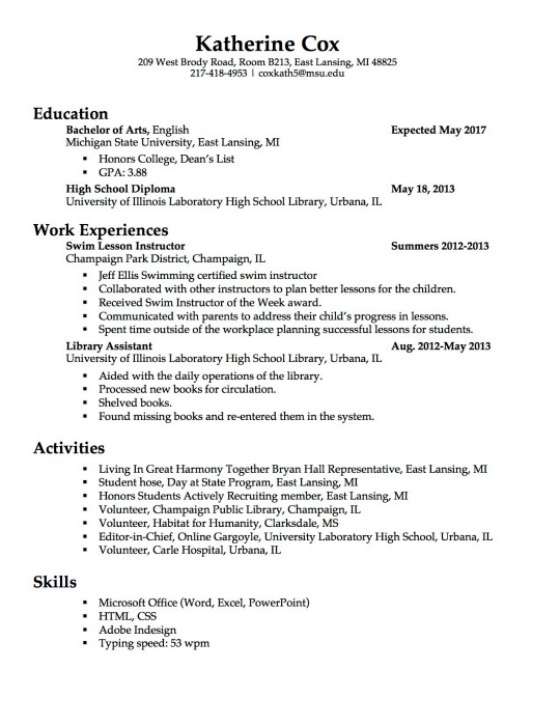 Katherine Cox
209 West Brody Road, Room B213, East Lansing, MI 48825
217-418-4953 | coxkath5@msu.edu
Education
Bachelor of Arts, English Expected May 2017
Michigan State University, East Lansing, MI
▪ Honors College, Dean's List
▪ GPA: 3.88
High School Diploma May 18, 2013
University of Illinois Laboratory High School Library, Urbana, IL
Work Experiences
Swim Lesson Instructor Summers 2012-2013
Champaign Park District, Champaign, IL
▪ Jeff Ellis Swimming certified swim instructor
▪ Collaborated with other instructors to plan better lessons for the children.
▪ Received Swim Instructor of the Week award.
▪ Communicated with parents to address their child's progress in lessons.
▪ Spent time outside of the workplace planning successful lessons for students.
Library Assistant Aug. 2012-May 2013
University of Illinois Laboratory High School Library, Urbana, IL
▪ Aided with the daily operations of the library.
▪ Processed new books for circulation.
▪ Shelved books.
▪ Found missing books and re-entered them in the system.
Activities
▪ Living In Great Harmony Together Bryan Hall Representative, East Lansing, MI
▪ Student hose, Day at State Program, East Lansing, MI
▪ Honors Students Actively Recruiting member, East Lansing, MI
▪ Volunteer, Champaign Public Library, Champaign, IL
▪ Volunteer, Habitat for Humanity, Clarksdale, MS
▪ Editor-in-Chief, Online Gargoyle, University Laboratory High School, Urbana, IL
▪ Volunteer, Carle Hospital, Urbana, IL
Skills
▪ Microsoft Office (Word, Excel, PowerPoint)
▪ HTML, CSS
▪ Adobe Indesign
▪ Typing speed: 53 wpm